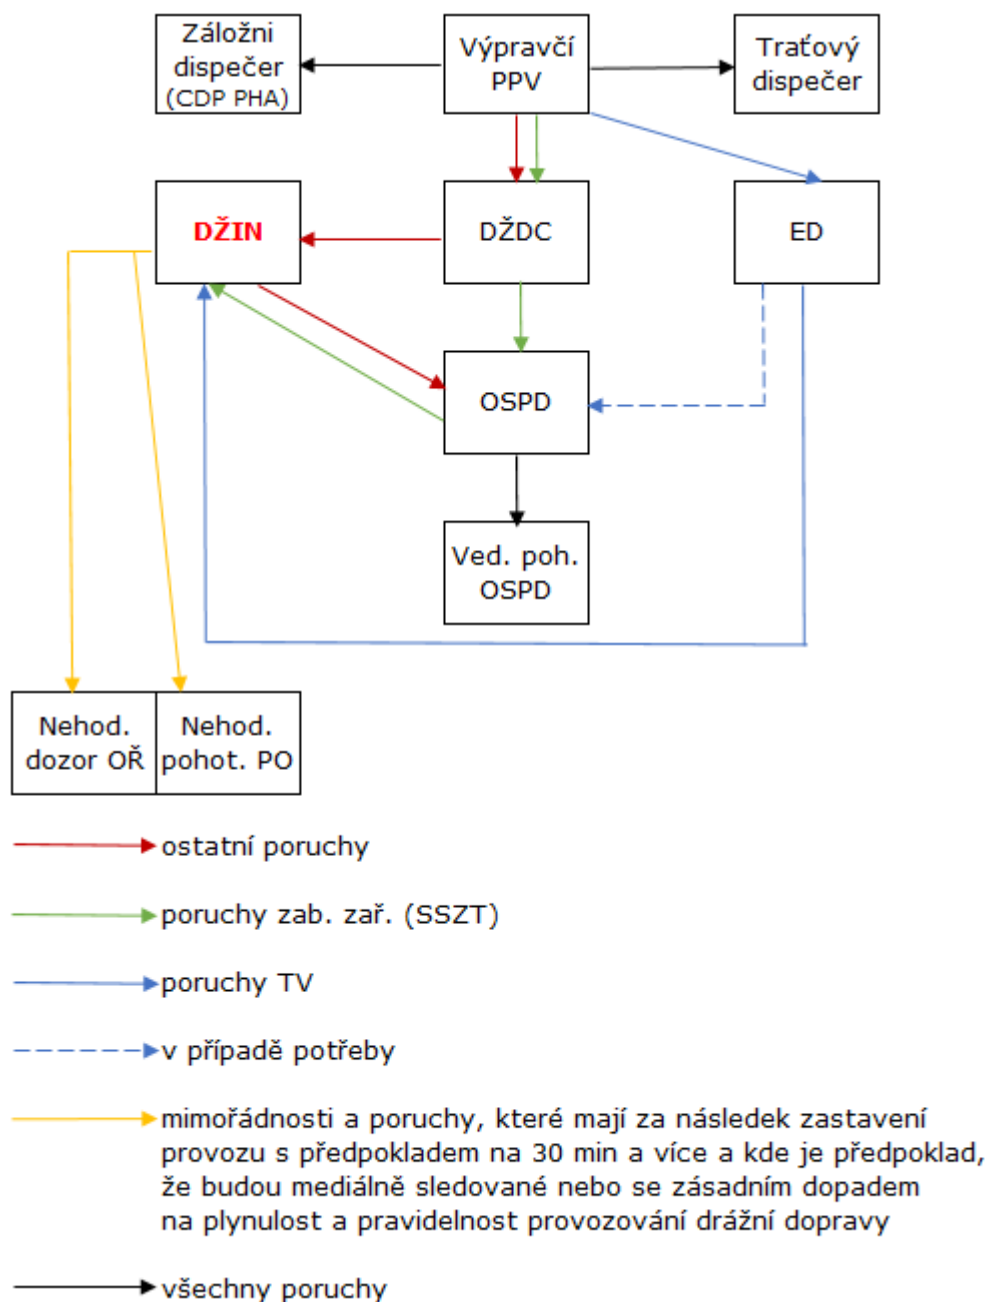 Záložni
dispečer
(CDP PHA)
Výpravčí
PPV
Traťový
dispečer
DŽIN
DŽDC
ED
OSPD
Ved. poh.
OSPD
Nehod.
dozor OŘ
Nehod.
pohot. PO
ostatní poruchy
poruchy zab. zař. (SSZT)
poruchy TV
v případě potřeby
mimořádnosti a poruchy, které mají za následek zastavení
provozu s předpokladem na 30 min a více a kde je předpoklad,
že budou mediálně sledované nebo se zásadním dopadem
na plynulost a pravidelnost provozování drážní dopravy
všechny poruchy